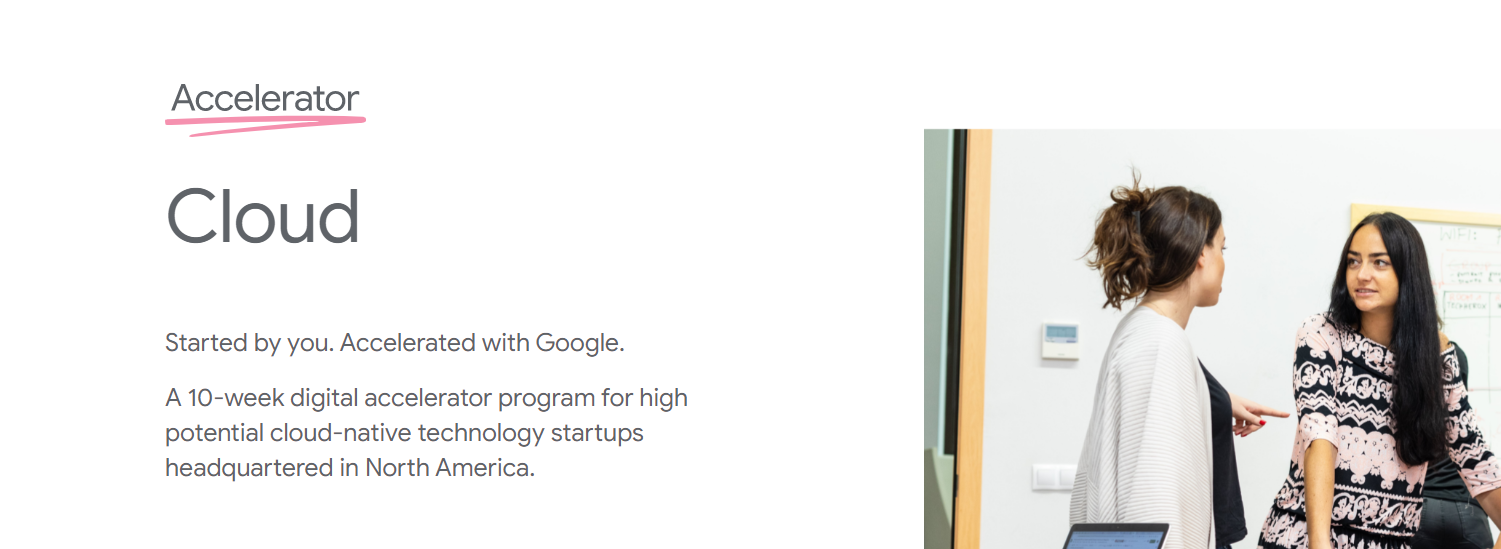 Accelerator
Cloud
Started by you. Accelerated with Google.
A 10-week digital accelerator program for high
potential cloud-native technology startups
headquartered in North America.
WIFI: